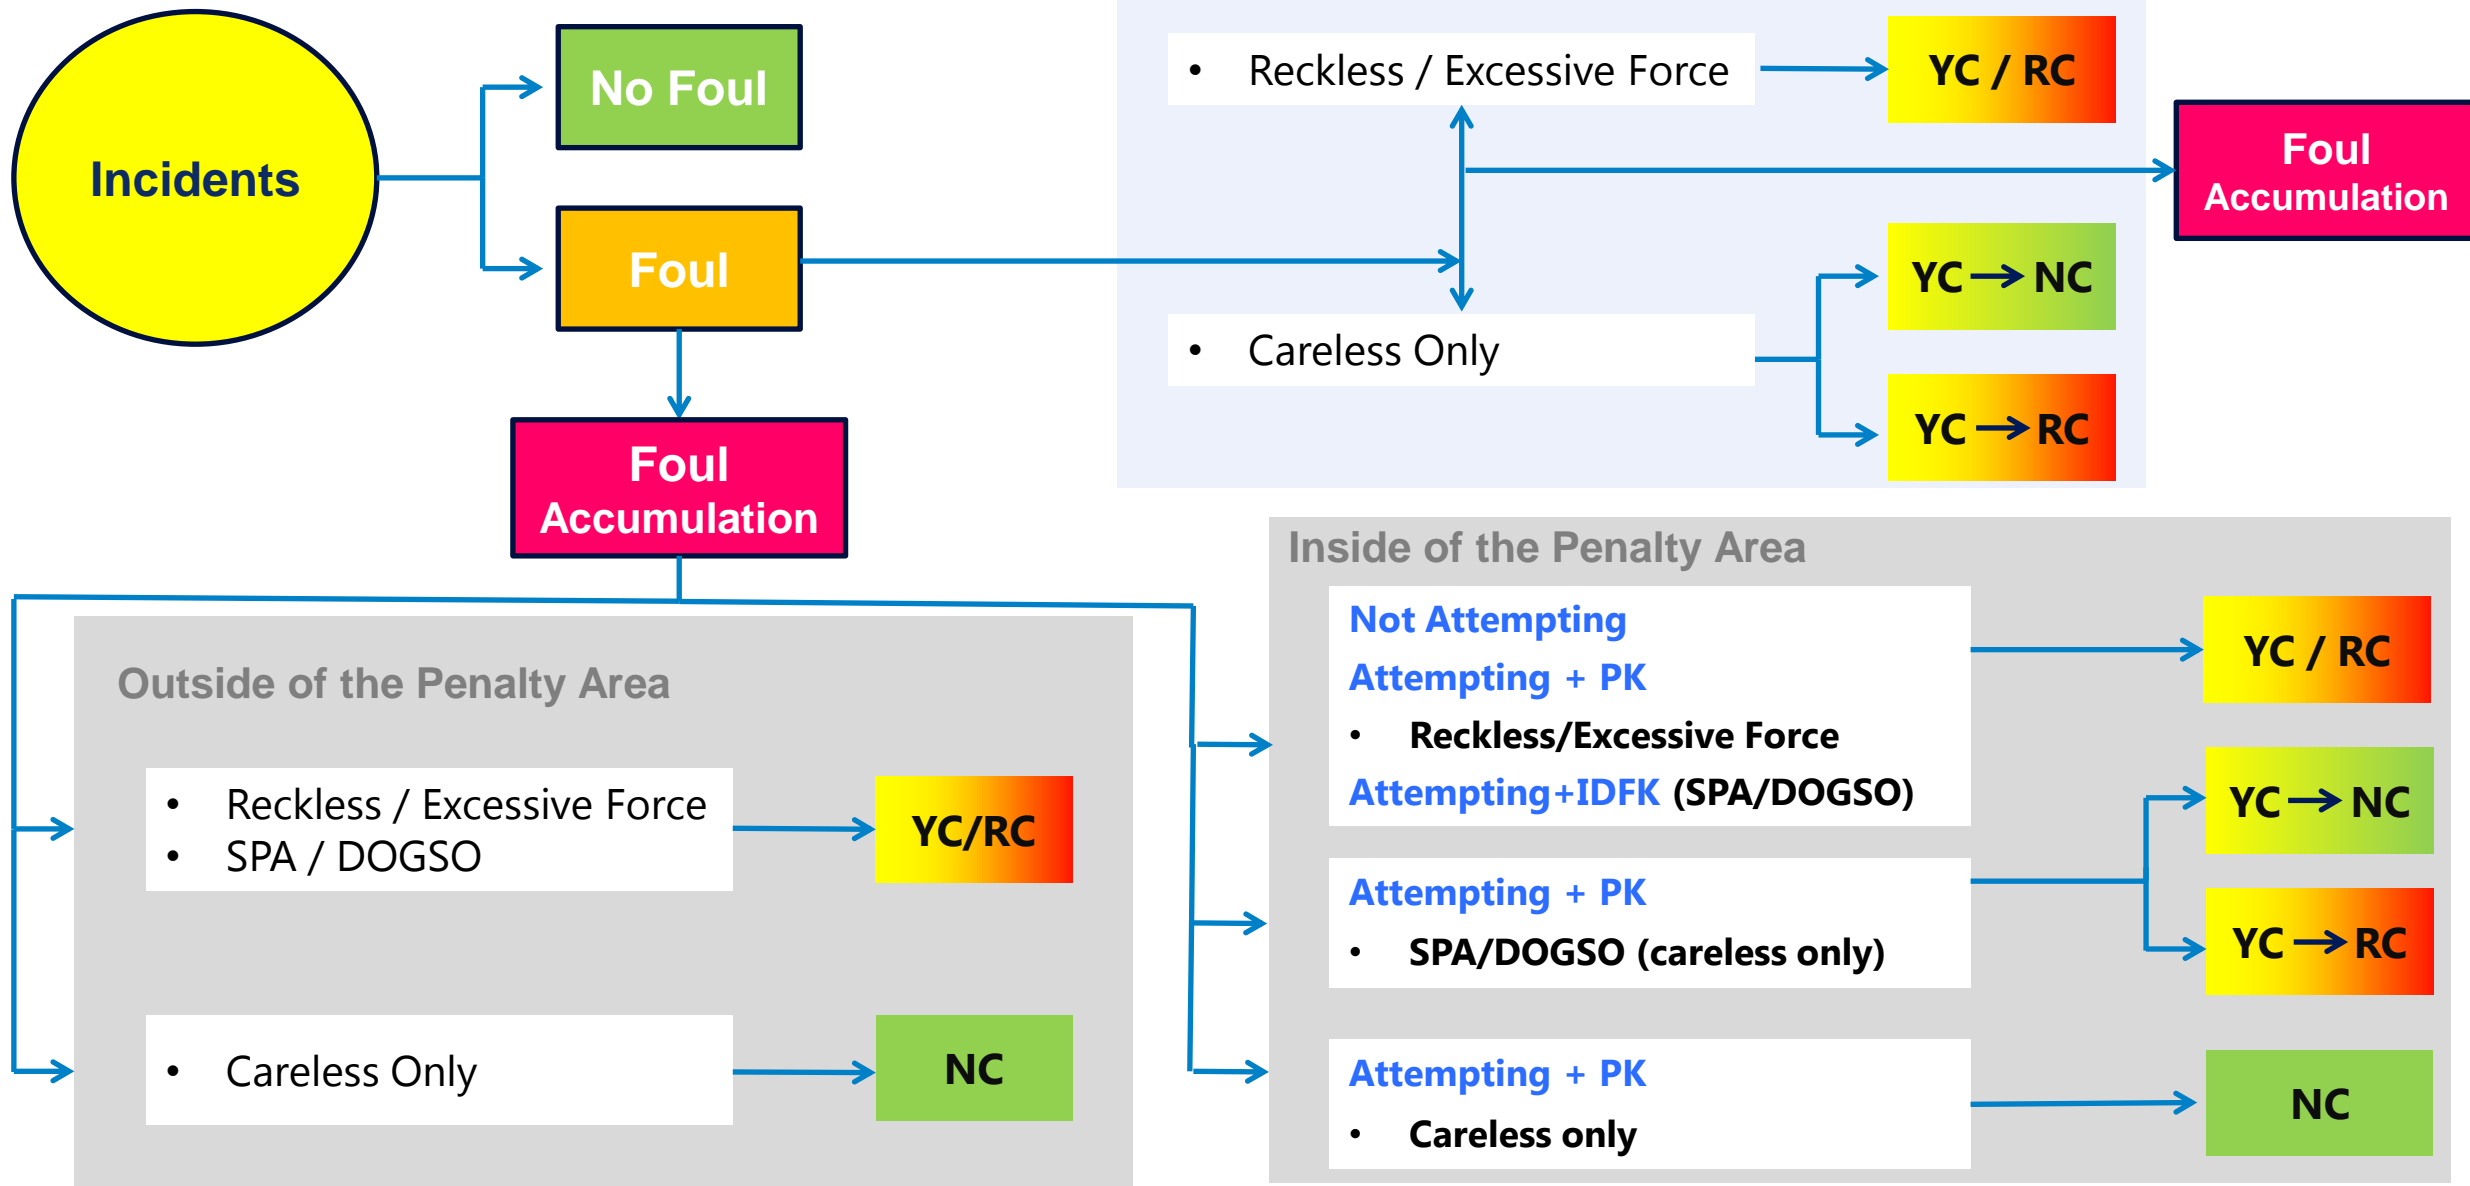 Incidents
No Foul
Foul
Foul
Accumulation
• Reckless / Excessive Force
YC / RC
Foul
Accumulation
• Careless Only
YC → NC
YC → RC
Outside of the Penalty Area
• Reckless / Excessive Force
• SPA / DOGSO
YC/RC
• Careless Only
NC
Inside of the Penalty Area
Not Attempting
Attempting + PK
• Reckless/Excessive Force
Attempting+IDFK (SPA/DOGSO)
YC / RC
Attempting + PK
• SPA/DOGSO (careless only)
YC → NC
YC → RC
Attempting + PK
• Careless only
NC